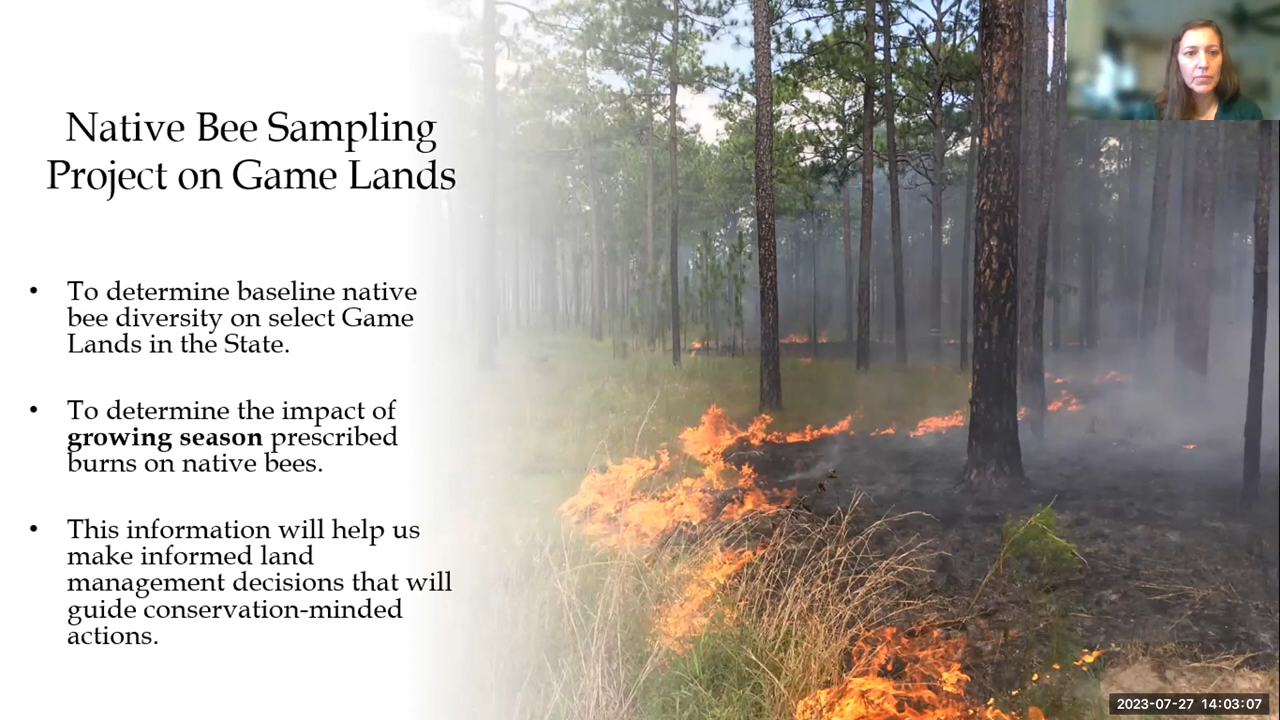 Native Bee Sampling
Project on Game Lands
• To determine baseline native
bee diversity on select Game
Lands in the State.
• To determine the impact of
growing season prescribed
burns on native bees.
• This information will help us
make informed land
management decisions that will
guide conservation-minded
actions.
2023-07-27 14:03:07